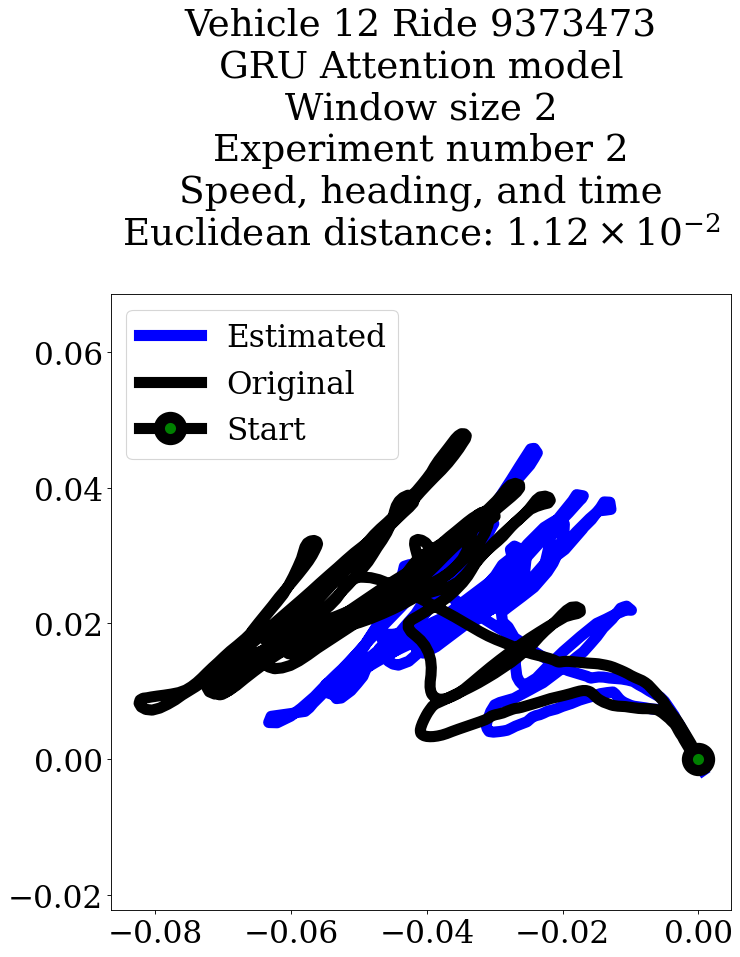 Vehicle 12 Ride 9373473
GRU Attention model
Window size 2
Experiment number 2
Speed, heading, and time
Euclidean distance: 1.12 × 10⁻²
Estimated
Original
Start
0.06
0.04
0.02
0.00
−0.02
−0.08
−0.06
−0.04
−0.02
0.00